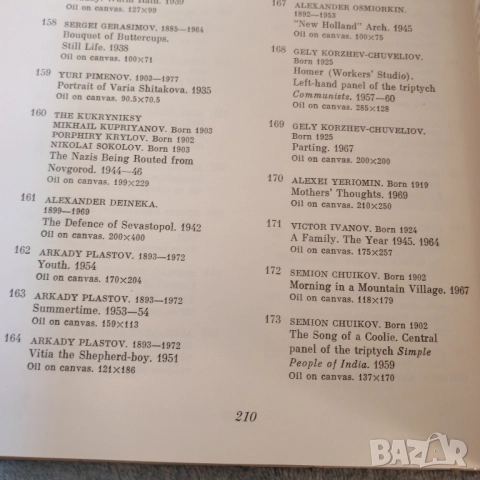 Oil on canvas. 127×99
158 SERGEI GERASIMOV. 1885—1964
Bouquet of Buttercups.
Still Life. 1938
Oil on canvas. 100×71
159 YURI PIMENOV. 1903—1977
Portrait of Varia Shitakova. 1935
Oil on canvas. 90.5×70.5
160 THE KUKRYNIKSY
MIKHAIL KUPRIYANOV. Born 1903
PORPHIRY KRYLOV. Born 1902
NIKOLAI SOKOLOV. Born 1903
The Nazis Being Routed from
Novgorod. 1944—46
Oil on canvas. 199×229
161 ALEXANDER DEINEKA.
1899—1969
The Defence of Sevastopol. 1942
Oil on canvas. 200×400
162 ARKADY PLASTOV. 1893—1972
Youth. 1954
Oil on canvas. 170×204
163 ARKADY PLASTOV. 1893—1972
Summertime. 1953—54
Oil on canvas. 159×113
164 ARKADY PLASTOV. 1893—1972
Vitia the Shepherd-boy. 1951
Oil on canvas. 121×186
167 ALEXANDER OSMIORKIN.
1892—1953
"New Holland" Arch. 1945
Oil on canvas. 100×75
168 GELY KORZHEV-CHUVELIOV.
Born 1925
Homer (Workers' Studio).
Left-hand panel of the triptych
Communists. 1957—60
Oil on canvas. 285×128
169 GELY KORZHEV-CHUVELIOV.
Born 1925
Parting. 1967
Oil on canvas. 200×200
170 ALEXEI YERIOMIN. Born 1919
Mothers' Thoughts. 1969
Oil on canvas. 210×250
171 VICTOR IVANOV. Born 1924
A Family. The Year 1945. 1964
Oil on canvas. 175×257
172 SEMION CHUIKOV. Born 1902
Morning in a Mountain Village. 1967
Oil on canvas. 118×179
173 SEMION CHUIKOV. Born 1902
The Song of a Coolie. Central
panel of the triptych Simple
People of India. 1959
Oil on canvas. 137×170
210
BAZAR